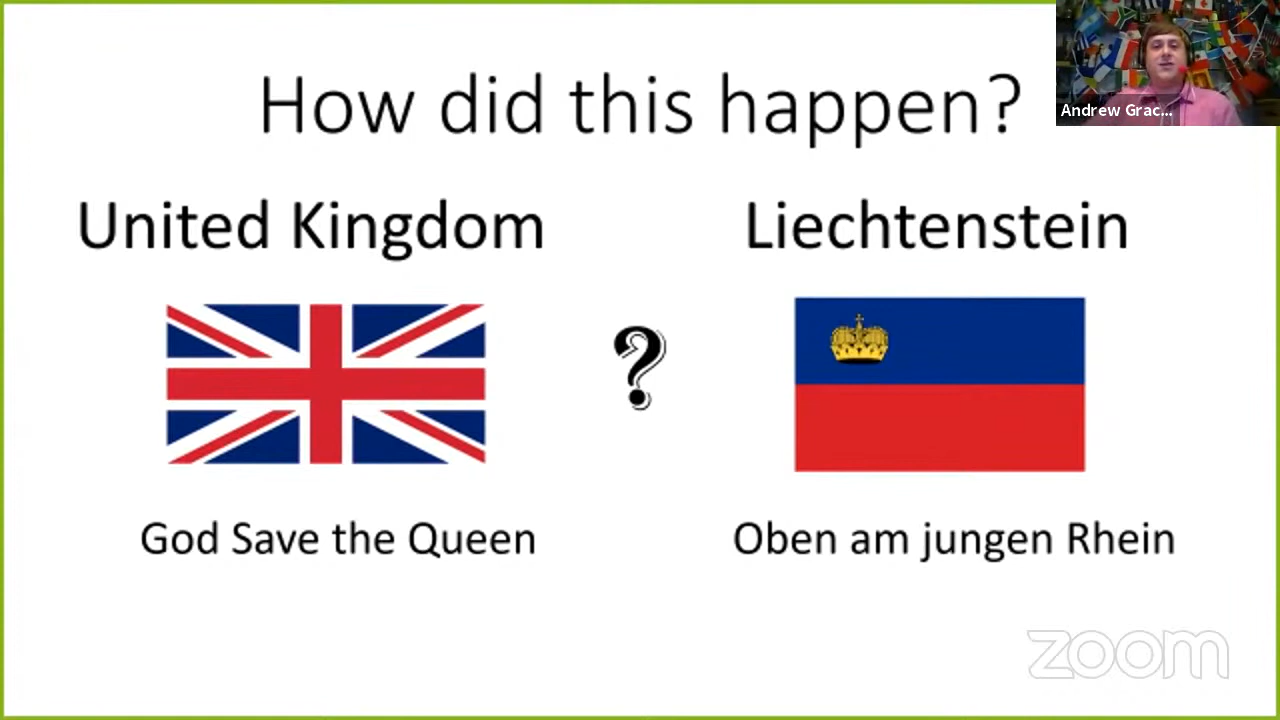 How did this happen?
Andrew Grac...
United Kingdom
Liechtenstein
?
God Save the Queen
Oben am jungen Rhein
zoom